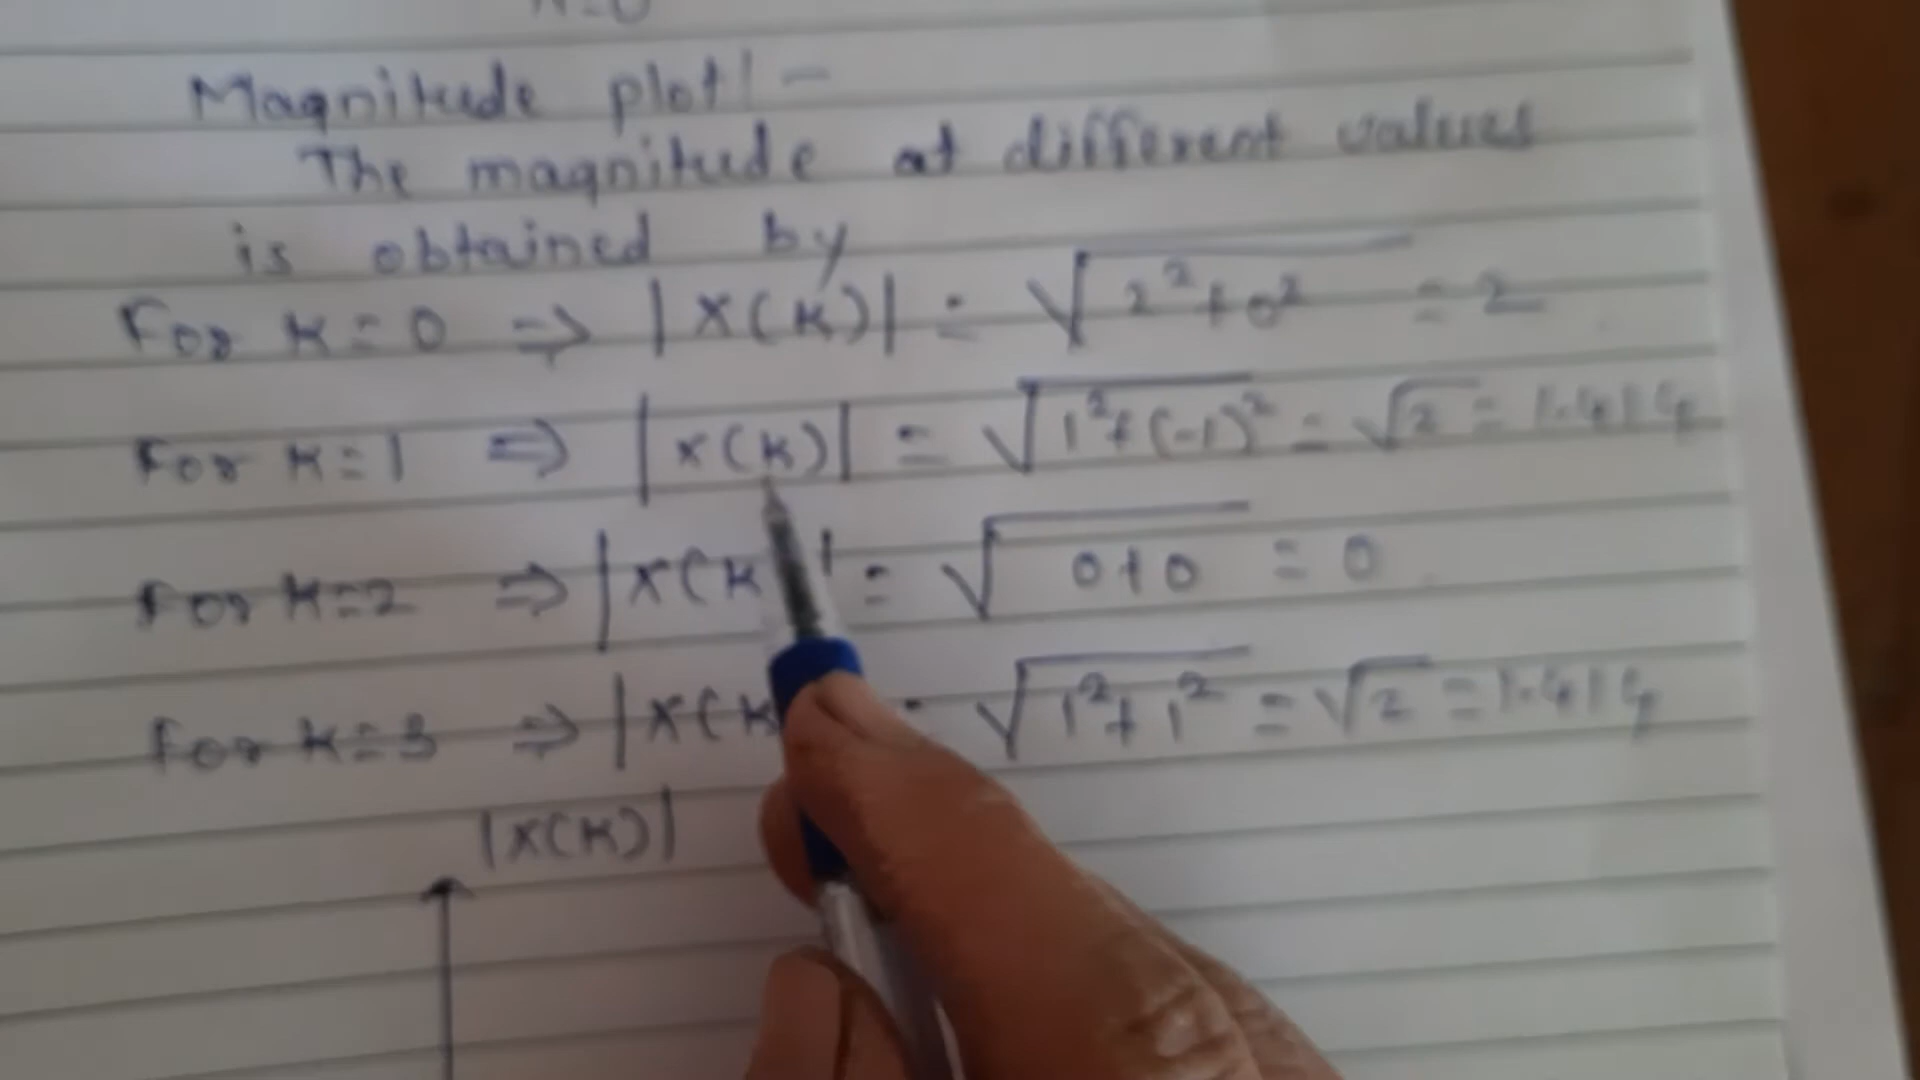 n=0
Magnitude plot! -
The magnitude at different values
is obtained by
For K=0 ⇒ |X(K)| = √2²+0² = 2
For K=1 ⇒ |X(K)| = √1²+(-1)² = √2 = 1.414
For K=2 ⇒ |X(K| = √0+0 = 0
For K=3 ⇒ |X(K = √1²+1² = √2 = 1.414
|X(K)|